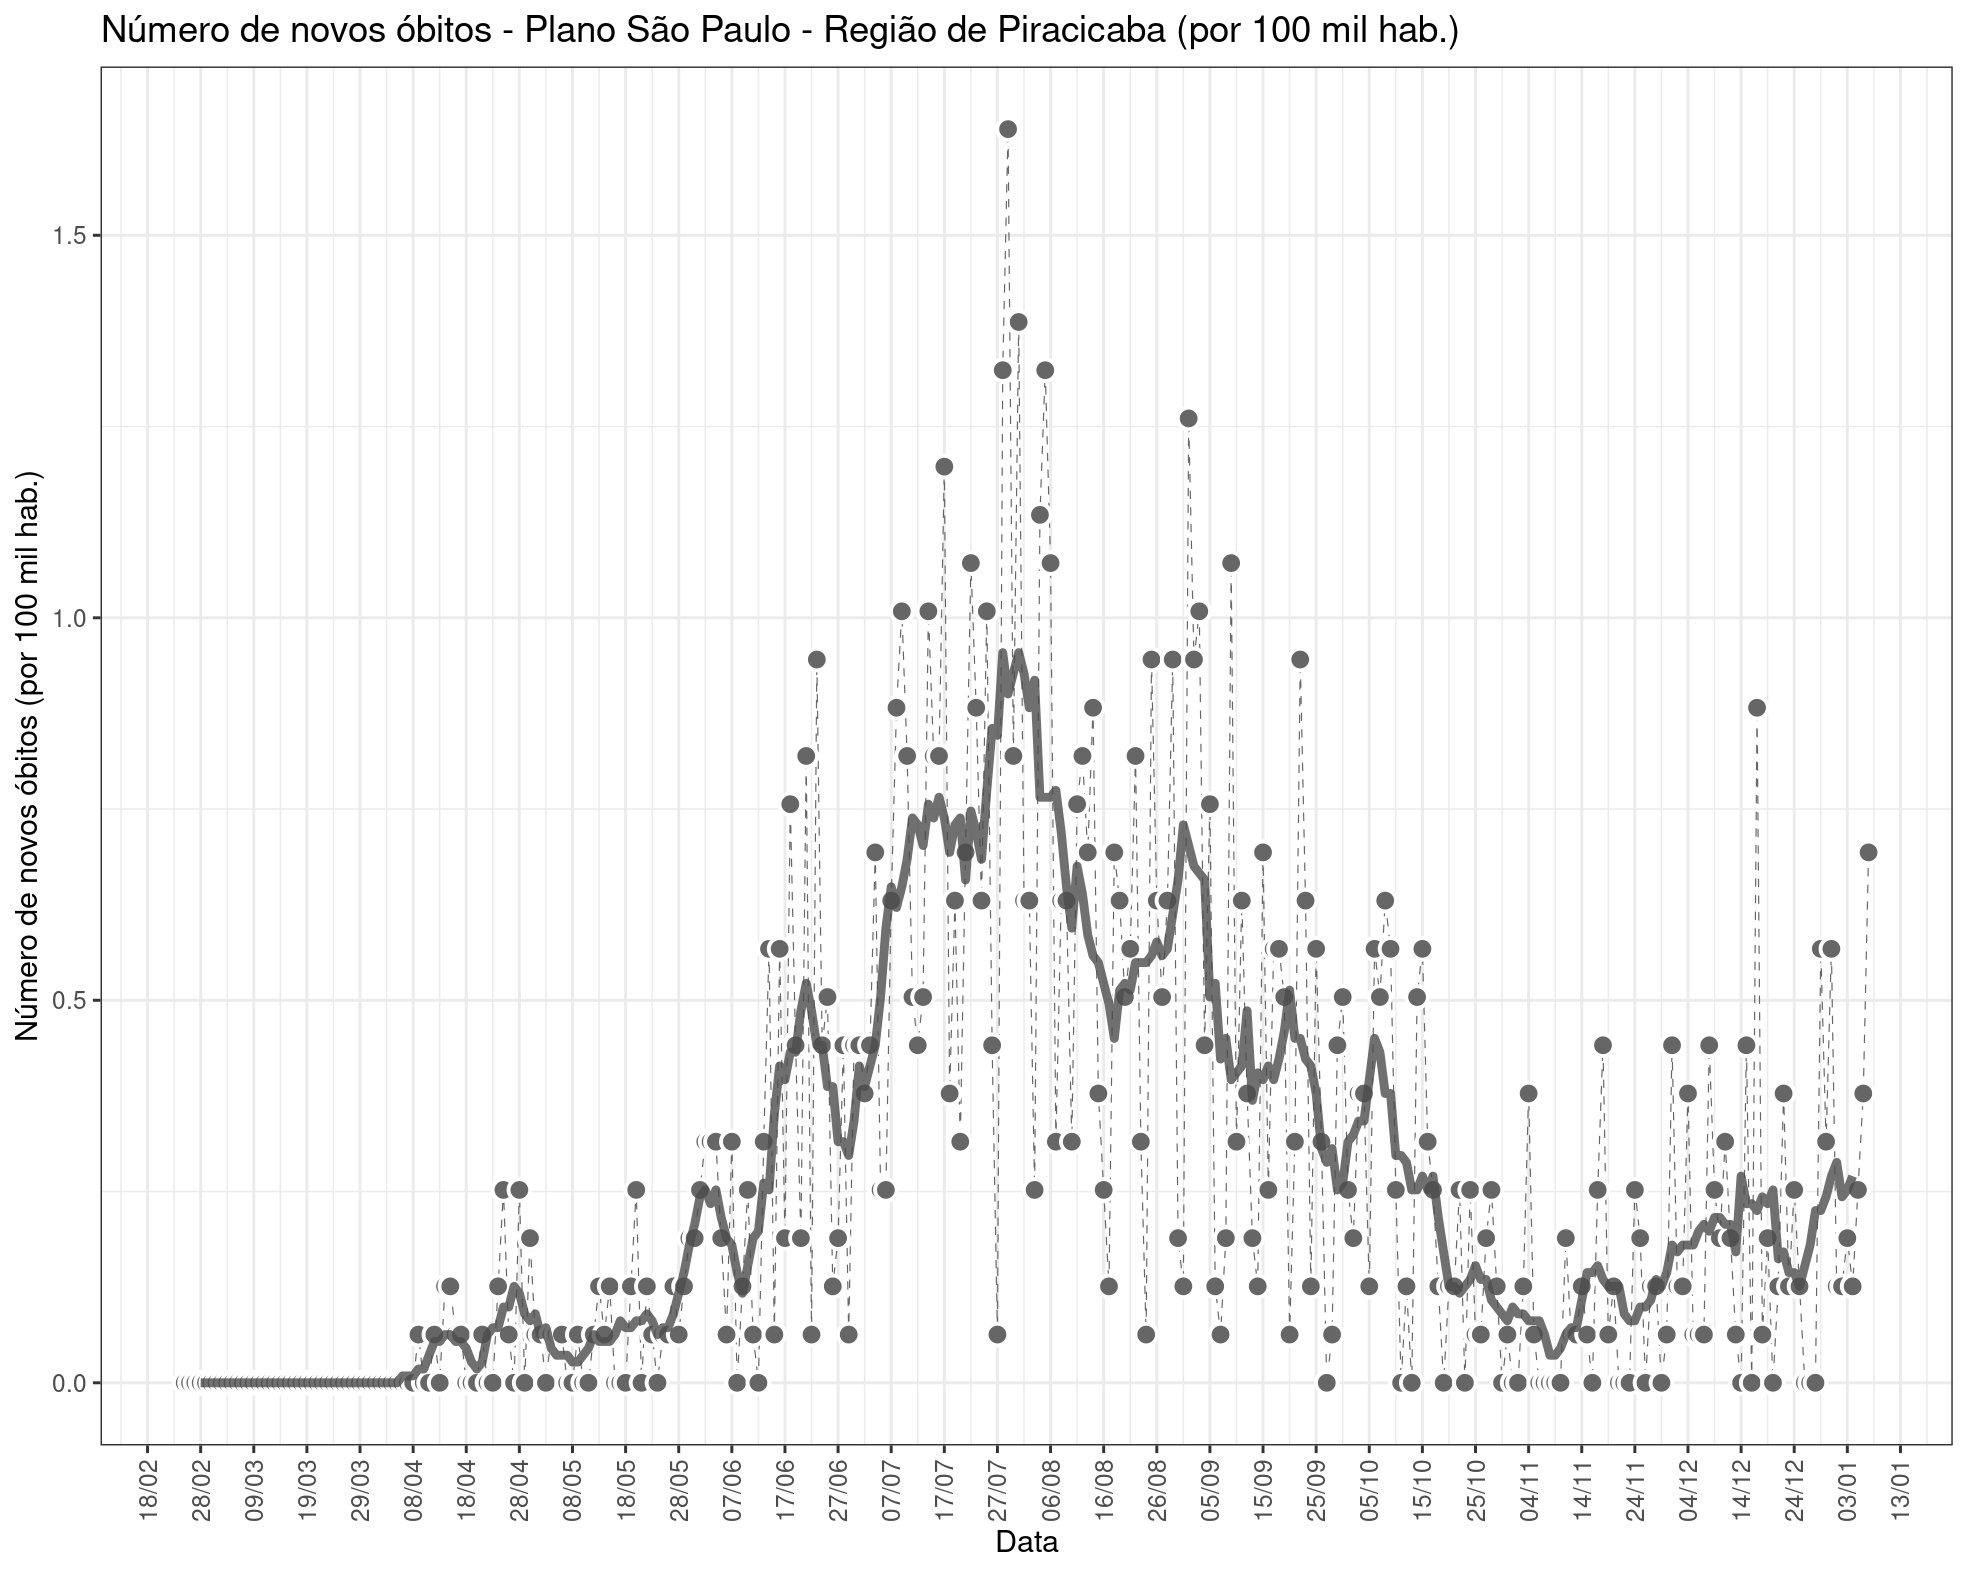 Número de novos óbitos - Plano São Paulo - Região de Piracicaba (por 100 mil hab.)
Número de novos óbitos (por 100 mil hab.)
1.5
1.0
0.5
0.0
18/02 28/02 09/03 19/03 29/03 08/04 18/04 28/04 08/05 18/05 28/05 07/06 17/06 27/06 07/07 17/07 27/07 06/08 16/08 26/08 05/09 15/09 25/09 05/10 15/10 25/10 04/11 14/11 24/11 04/12 14/12 24/12 03/01 13/01
Data